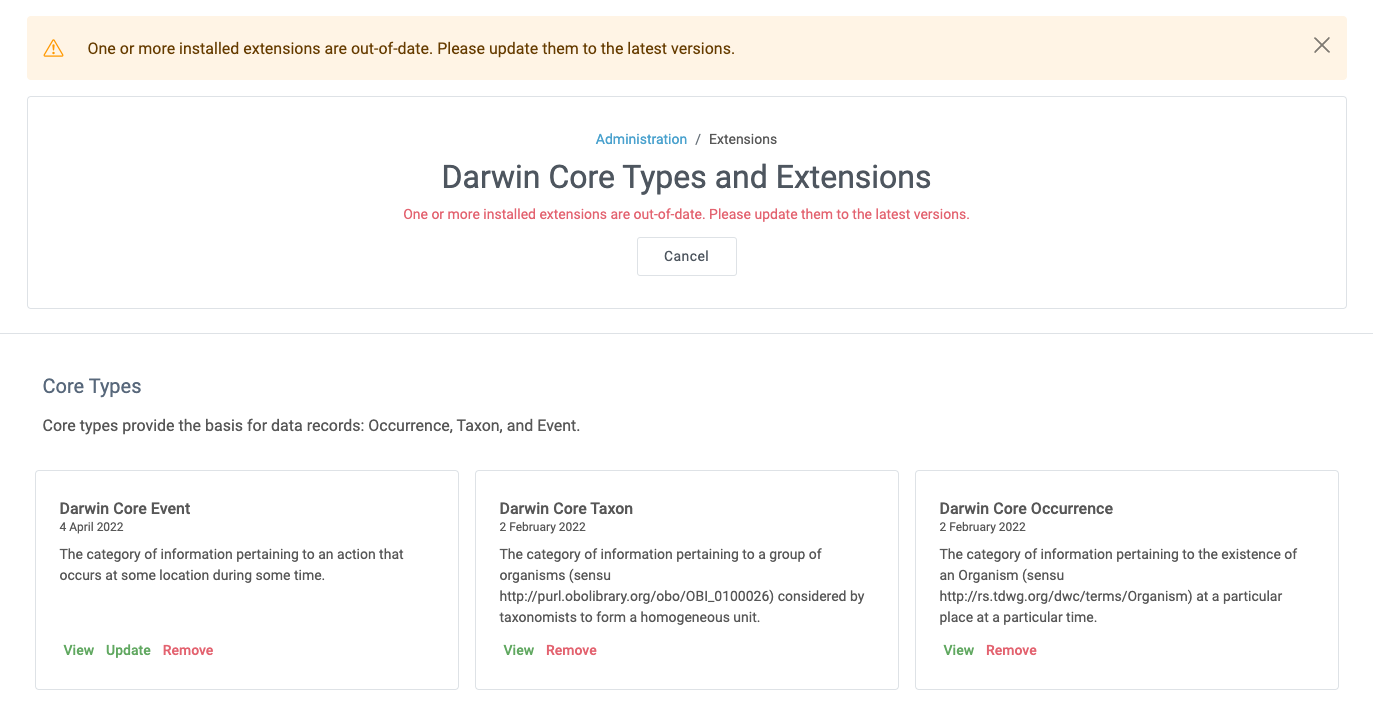 One or more installed extensions are out-of-date. Please update them to the latest versions.
Administration / Extensions
Darwin Core Types and Extensions
One or more installed extensions are out-of-date. Please update them to the latest versions.
Cancel
Core Types
Core types provide the basis for data records: Occurrence, Taxon, and Event.
Darwin Core Event
4 April 2022
The category of information pertaining to an action that
occurs at some location during some time.
View Update Remove
Darwin Core Taxon
2 February 2022
The category of information pertaining to a group of
organisms (sensu
http://purl.obolibrary.org/obo/OBI_0100026) considered by
taxonomists to form a homogeneous unit.
View Remove
Darwin Core Occurrence
2 February 2022
The category of information pertaining to the existence of
an Organism (sensu
http://rs.tdwg.org/dwc/terms/Organism) at a particular
place at a particular time.
View Remove